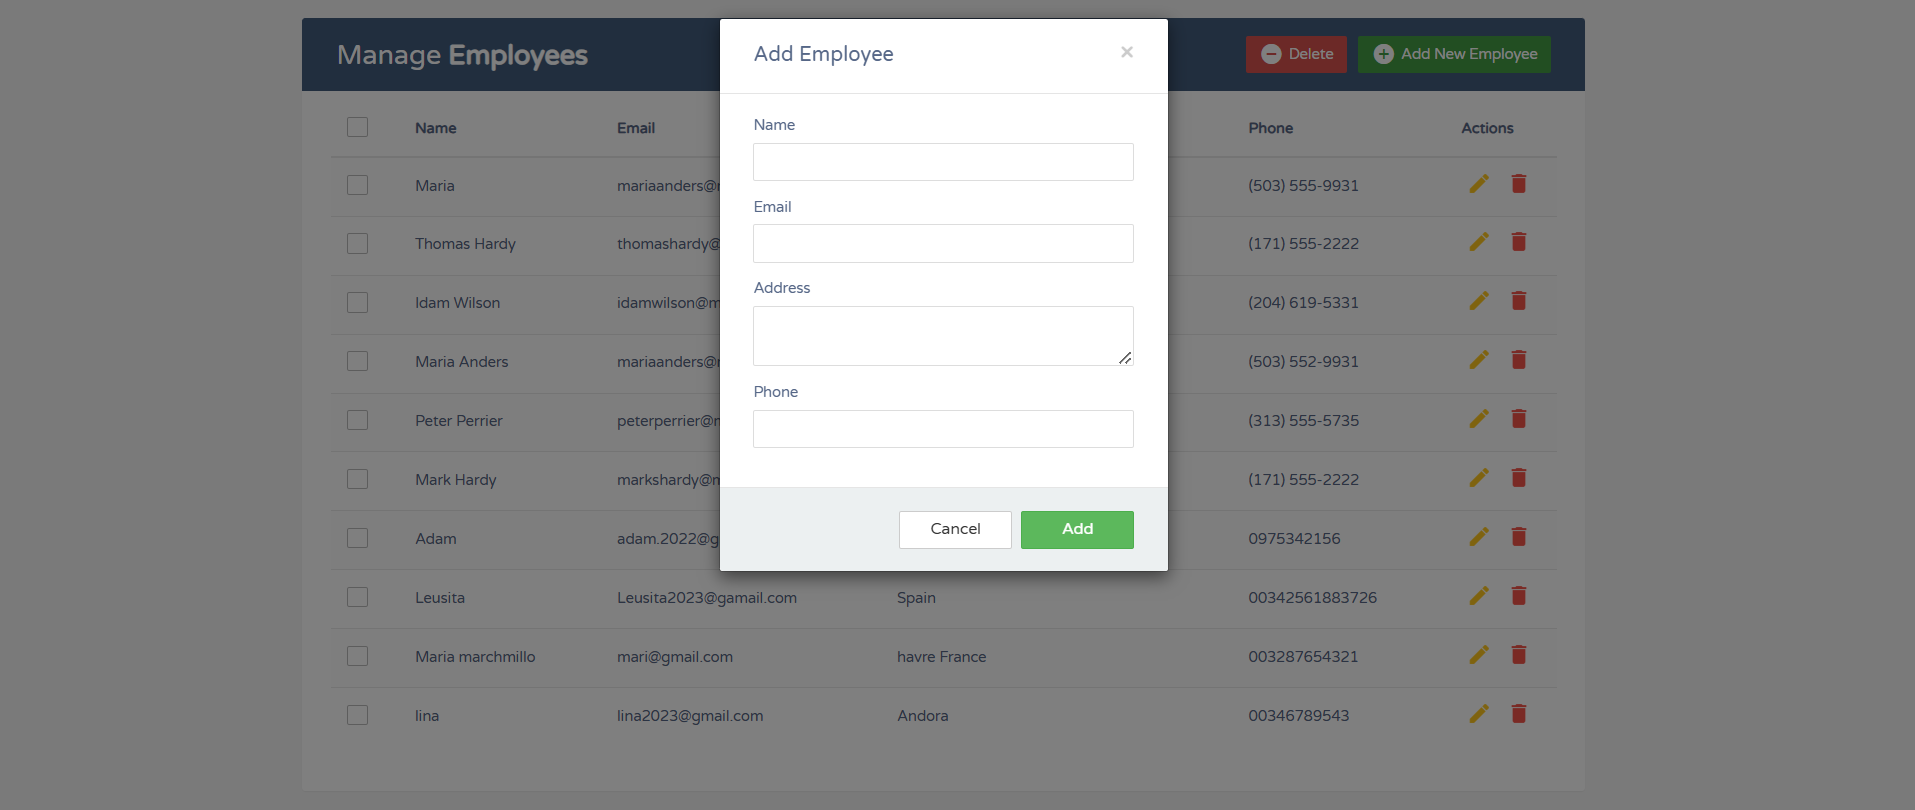 Manage Employees
Delete
Add New Employee
Add Employee
×
Name
Email
Address
Phone
Cancel
Add
Name Email Phone Actions
Maria mariaanders@ (503) 555-9931
Thomas Hardy thomashardy@ (171) 555-2222
Idam Wilson idamwilson@m (204) 619-5331
Maria Anders mariaanders@ (503) 552-9931
Peter Perrier peterperrier@ (313) 555-5735
Mark Hardy markshardy@ (171) 555-2222
Adam adam.2022@g 0975342156
Leusita Leusita2023@gamail.com Spain 00342561883726
Maria marchmillo mari@gmail.com havre France 003287654321
lina lina2023@gmail.com Andora 00346789543